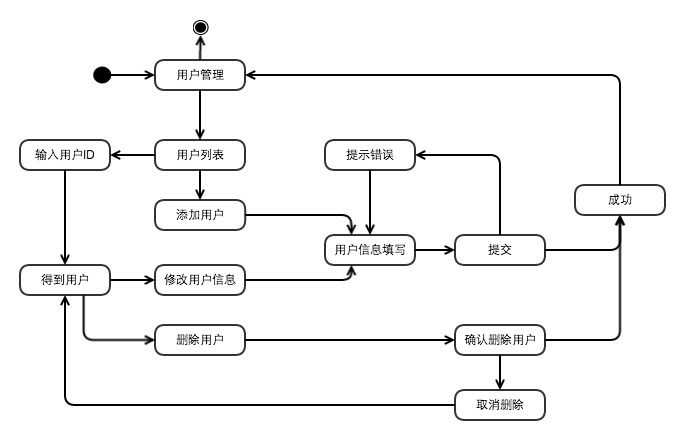 用户管理
输入用户ID
用户列表
提示错误
添加用户
成功
用户信息填写
提交
得到用户
修改用户信息
删除用户
确认删除用户
取消删除